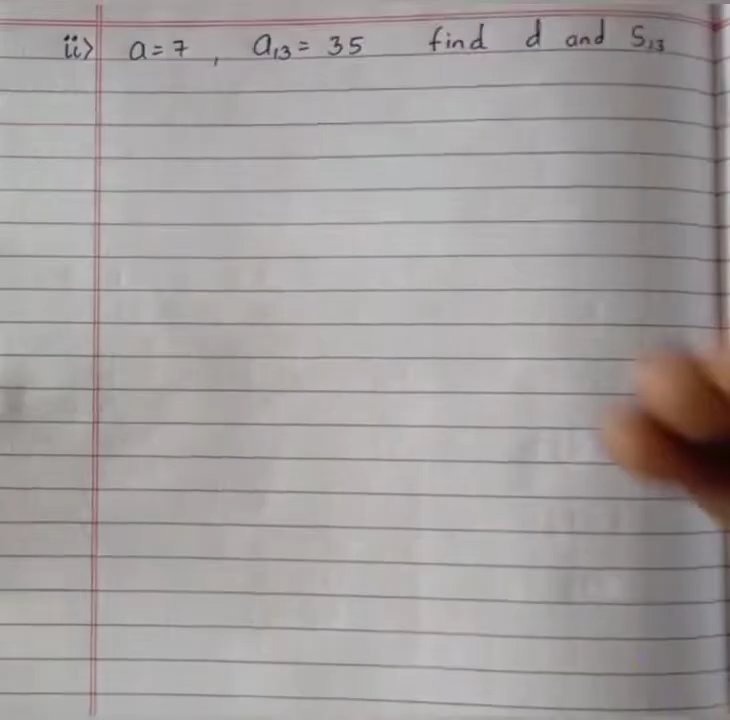 ii> a = 7 , a₁₃ = 35 find d and S₁₃